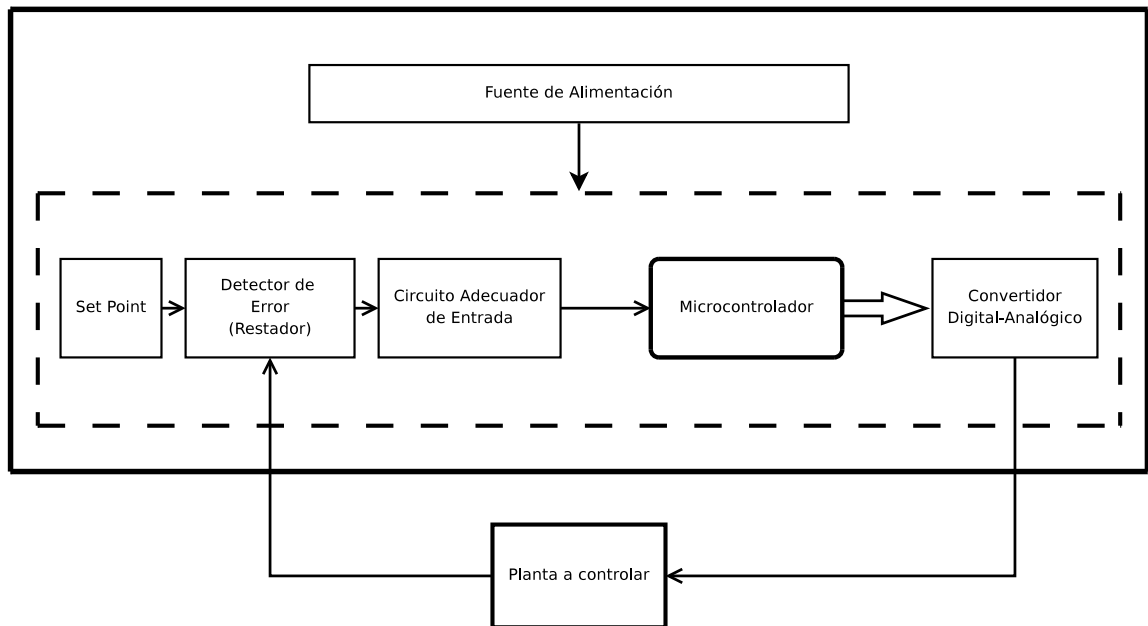 Fuente de Alimentación
Set Point
Detector de
Error
(Restador)
Circuito Adecuador
de Entrada
Microcontrolador
Convertidor
Digital-Analógico
Planta a controlar